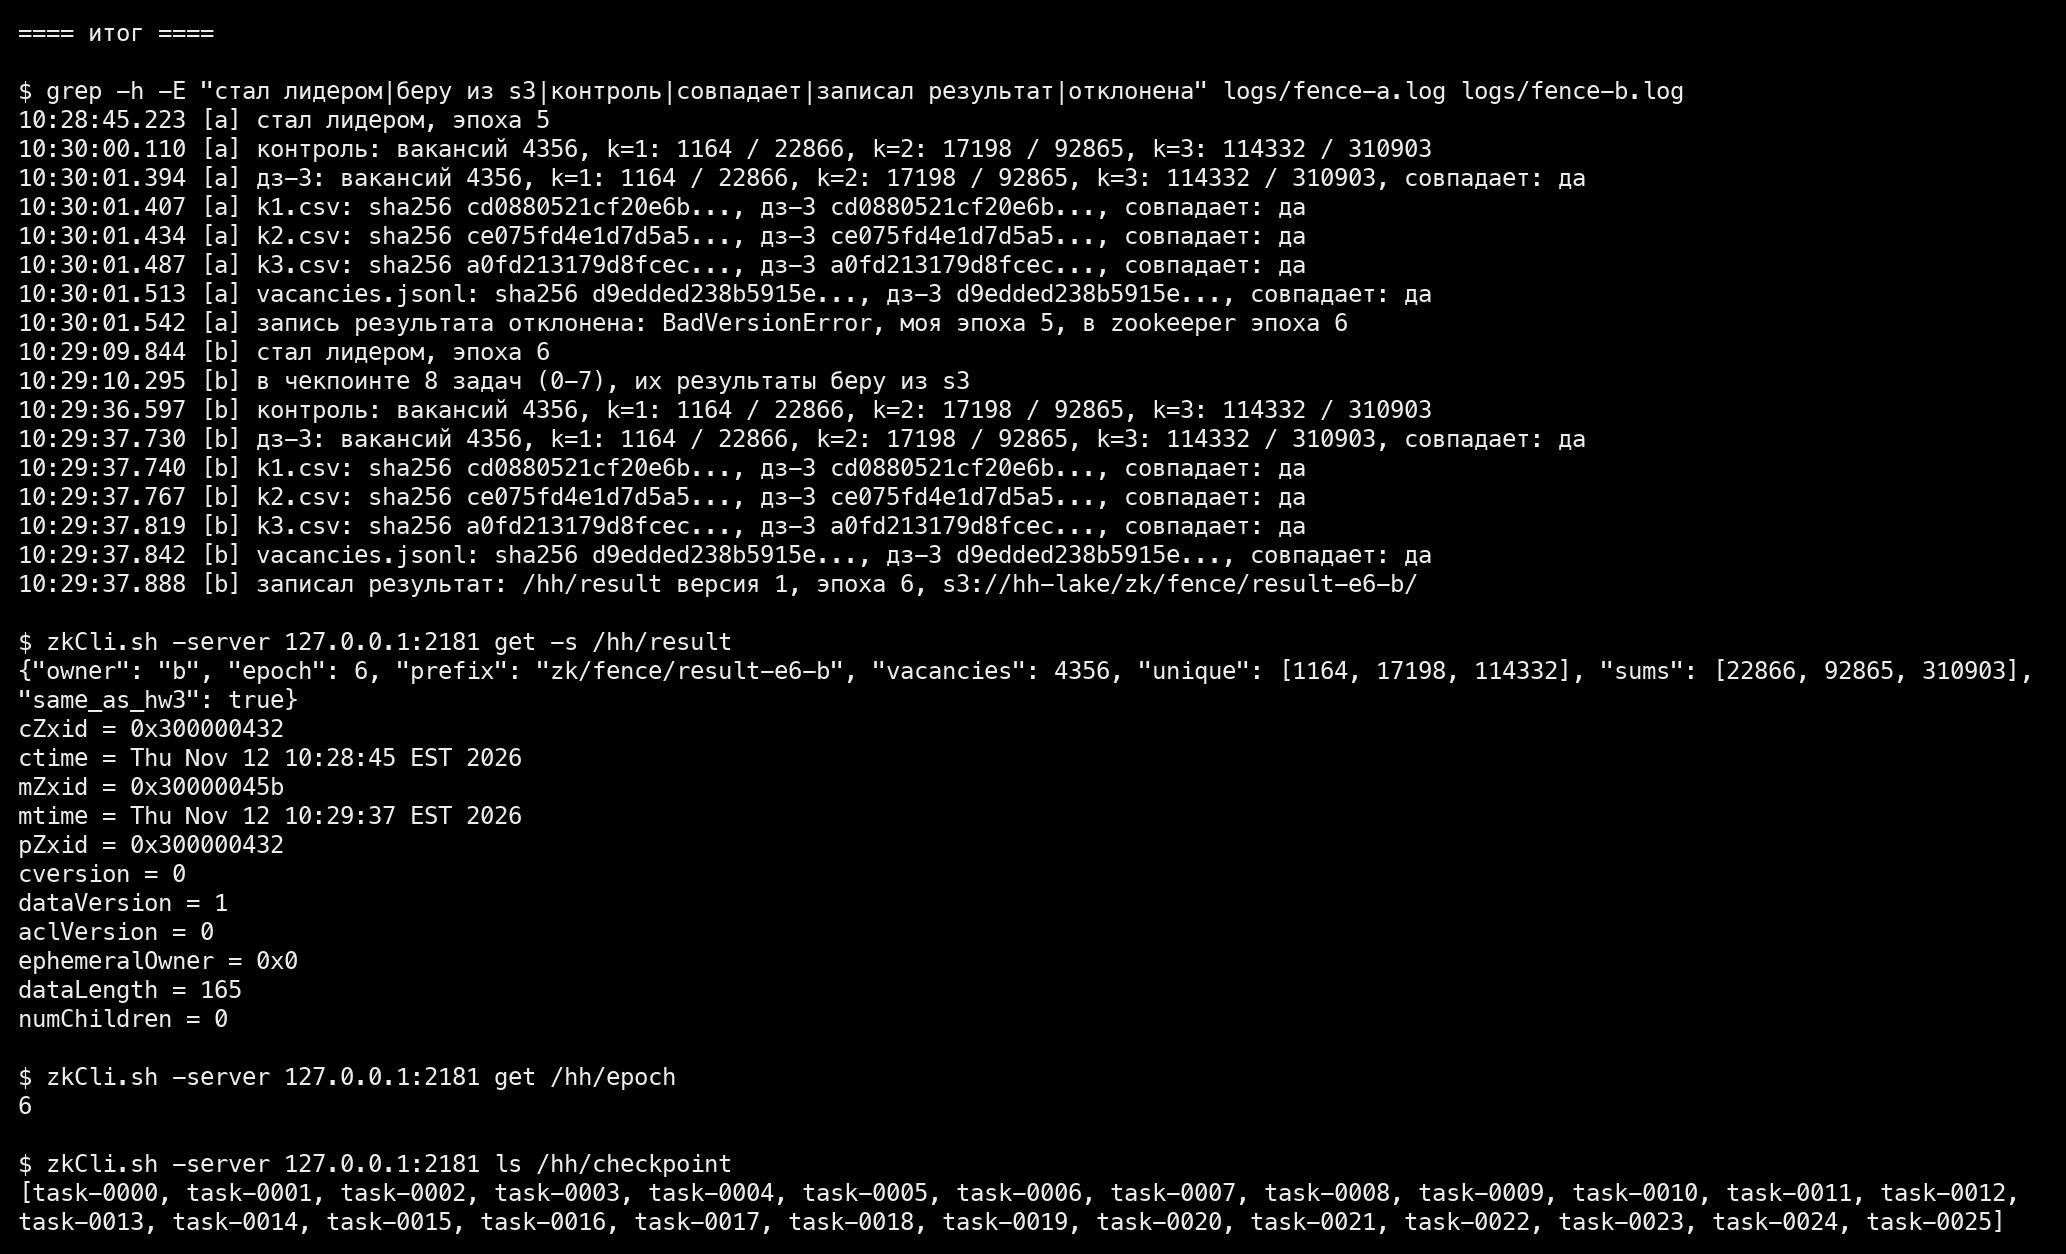 ==== итог ====
$ grep -h -E "стал лидером|беру из s3|контроль|совпадает|записал результат|отклонена" logs/fence-a.log logs/fence-b.log
10:28:45.223 [a] стал лидером, эпоха 5
10:30:00.110 [a] контроль: вакансий 4356, k=1: 1164 / 22866, k=2: 17198 / 92865, k=3: 114332 / 310903
10:30:01.394 [a] дз-3: вакансий 4356, k=1: 1164 / 22866, k=2: 17198 / 92865, k=3: 114332 / 310903, совпадает: да
10:30:01.407 [a] k1.csv: sha256 cd0880521cf20e6b..., дз-3 cd0880521cf20e6b..., совпадает: да
10:30:01.434 [a] k2.csv: sha256 ce075fd4e1d7d5a5..., дз-3 ce075fd4e1d7d5a5..., совпадает: да
10:30:01.487 [a] k3.csv: sha256 a0fd213179d8fcec..., дз-3 a0fd213179d8fcec..., совпадает: да
10:30:01.513 [a] vacancies.jsonl: sha256 d9edded238b5915e..., дз-3 d9edded238b5915e..., совпадает: да
10:30:01.542 [a] запись результата отклонена: BadVersionError, моя эпоха 5, в zookeeper эпоха 6
10:29:09.844 [b] стал лидером, эпоха 6
10:29:10.295 [b] в чекпоинте 8 задач (0-7), их результаты беру из s3
10:29:36.597 [b] контроль: вакансий 4356, k=1: 1164 / 22866, k=2: 17198 / 92865, k=3: 114332 / 310903
10:29:37.730 [b] дз-3: вакансий 4356, k=1: 1164 / 22866, k=2: 17198 / 92865, k=3: 114332 / 310903, совпадает: да
10:29:37.740 [b] k1.csv: sha256 cd0880521cf20e6b..., дз-3 cd0880521cf20e6b..., совпадает: да
10:29:37.767 [b] k2.csv: sha256 ce075fd4e1d7d5a5..., дз-3 ce075fd4e1d7d5a5..., совпадает: да
10:29:37.819 [b] k3.csv: sha256 a0fd213179d8fcec..., дз-3 a0fd213179d8fcec..., совпадает: да
10:29:37.842 [b] vacancies.jsonl: sha256 d9edded238b5915e..., дз-3 d9edded238b5915e..., совпадает: да
10:29:37.888 [b] записал результат: /hh/result версия 1, эпоха 6, s3://hh-lake/zk/fence/result-e6-b/
$ zkCli.sh -server 127.0.0.1:2181 get -s /hh/result
{"owner": "b", "epoch": 6, "prefix": "zk/fence/result-e6-b", "vacancies": 4356, "unique": [1164, 17198, 114332], "sums": [22866, 92865, 310903],
"same_as_hw3": true}
cZxid = 0x300000432
ctime = Thu Nov 12 10:28:45 EST 2026
mZxid = 0x30000045b
mtime = Thu Nov 12 10:29:37 EST 2026
pZxid = 0x300000432
cversion = 0
dataVersion = 1
aclVersion = 0
ephemeralOwner = 0x0
dataLength = 165
numChildren = 0
$ zkCli.sh -server 127.0.0.1:2181 get /hh/epoch
6
$ zkCli.sh -server 127.0.0.1:2181 ls /hh/checkpoint
[task-0000, task-0001, task-0002, task-0003, task-0004, task-0005, task-0006, task-0007, task-0008, task-0009, task-0010, task-0011, task-0012,
task-0013, task-0014, task-0015, task-0016, task-0017, task-0018, task-0019, task-0020, task-0021, task-0022, task-0023, task-0024, task-0025]